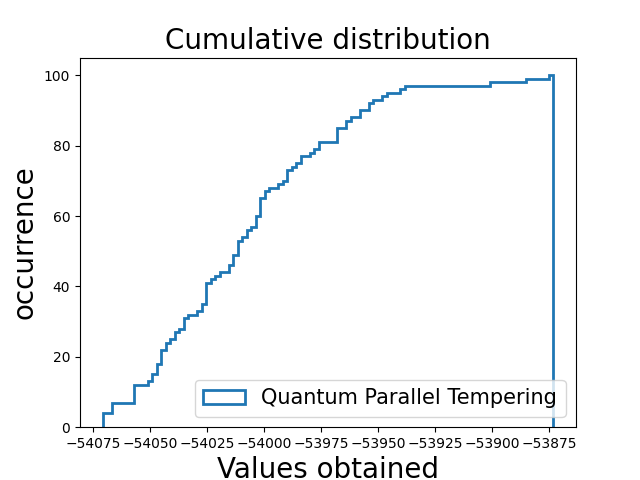 Cumulative distribution
100
80
60
40
20
0
occurrence
Quantum Parallel Tempering
−54075 −54050 −54025 −54000 −53975 −53950 −53925 −53900 −53875
Values obtained